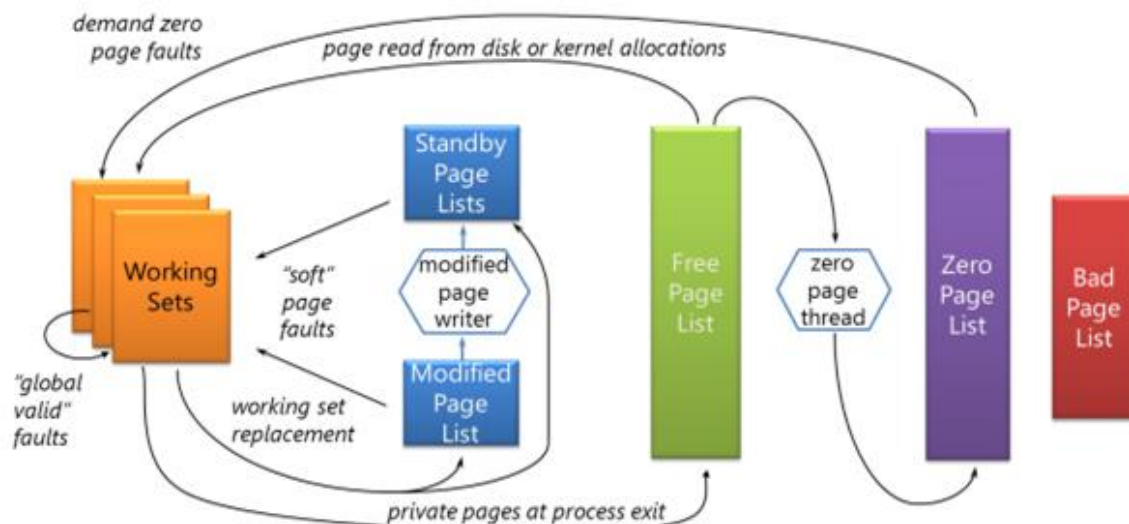 demand zero
page faults
page read from disk or kernel allocations
Standby
Page
Lists
Working
Sets
"soft"
page
faults
modified
page
writer
Free
Page
List
zero
page
thread
Zero
Page
List
Bad
Page
List
"global
valid"
faults
working set
replacement
Modified
Page
List
private pages at process exit